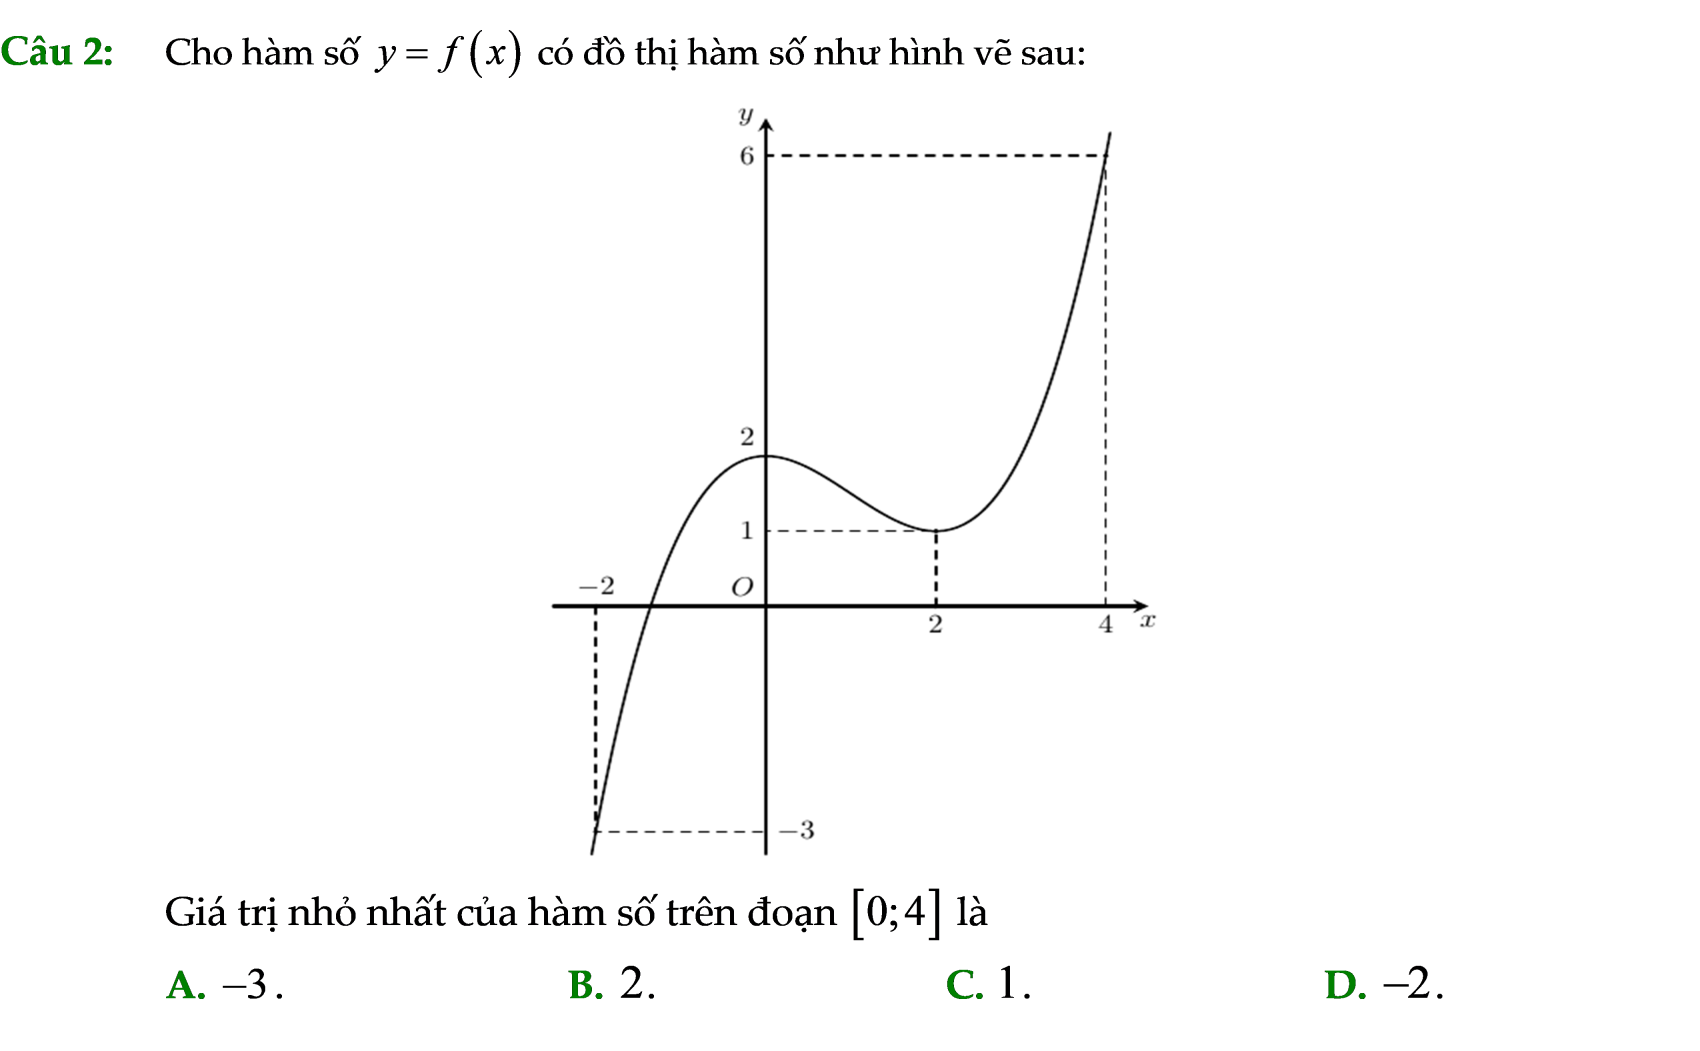 Câu 2: Cho hàm số y = f(x) có đồ thị hàm số như hình vẽ sau:
y
6
2
1
−2 O
2 4 x
−3
Giá trị nhỏ nhất của hàm số trên đoạn [0;4] là
A. −3. B. 2. C. 1. D. −2.